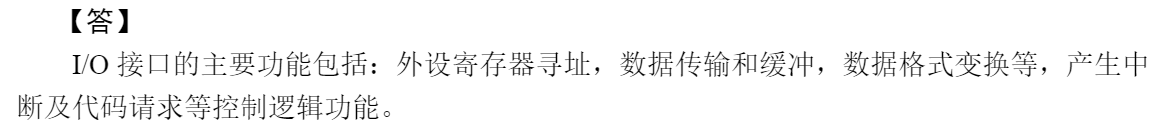 【答】
I/O 接口的主要功能包括：外设寄存器寻址，数据传输和缓冲，数据格式变换等，产生中
断及代码请求等控制逻辑功能。